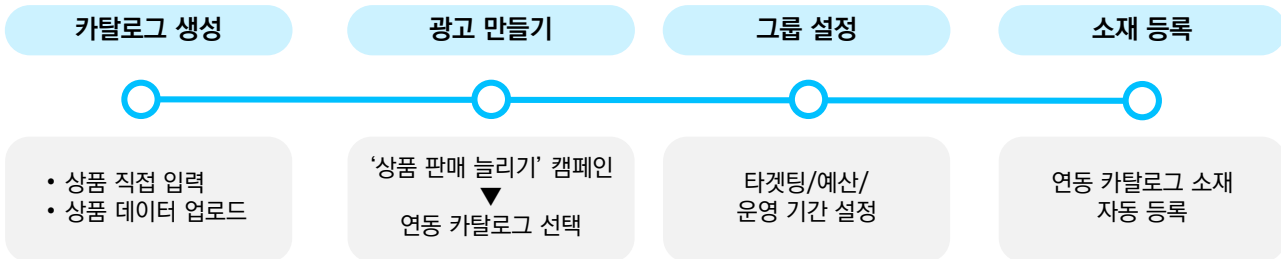 카탈로그 생성
광고 만들기
그룹 설정
소재 등록
• 상품 직접 입력
• 상품 데이터 업로드
‘상품 판매 늘리기’ 캠페인
▼
연동 카탈로그 선택
타겟팅/예산/
운영 기간 설정
연동 카탈로그 소재
자동 등록